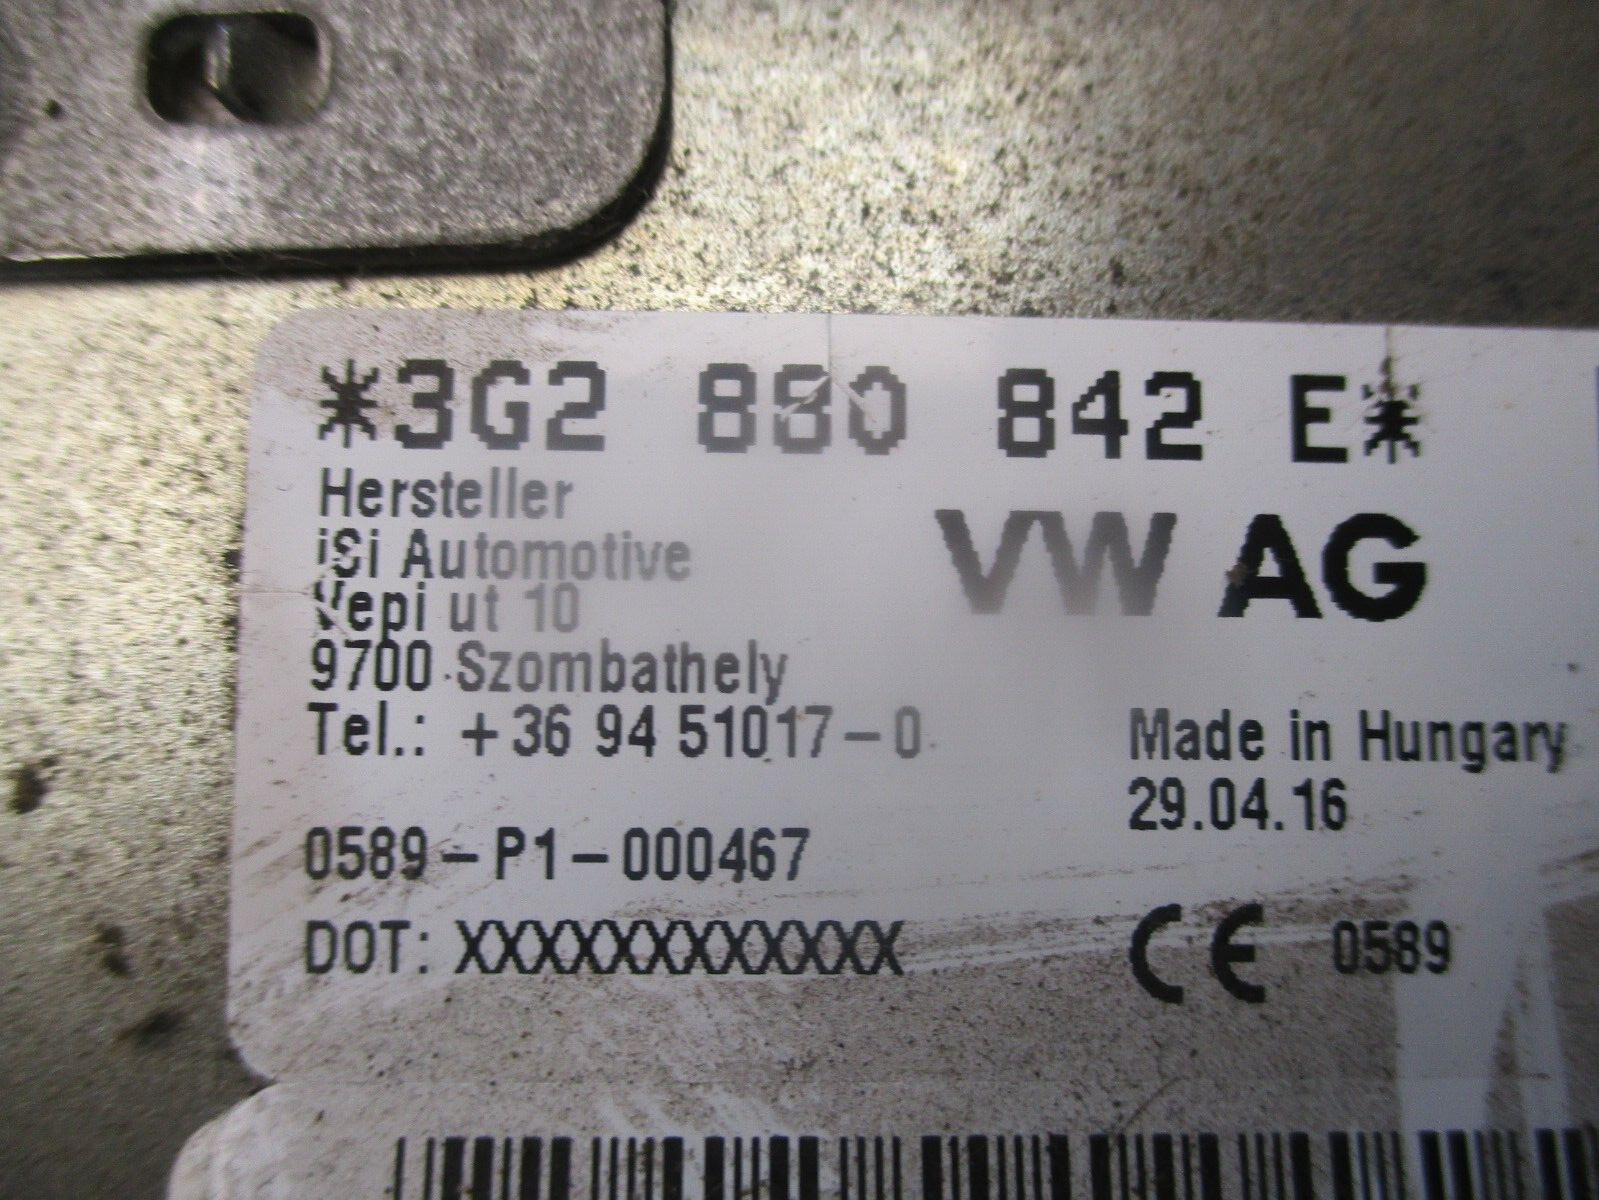 *3G2 880 842 E*
Hersteller
iSi Automotive
VW AG
Vepi ut 10
9700 Szombathely
Tel.: +36 94 51017-0
Made in Hungary
29.04.16
0589-P1-000467
DOT: XXXXXXXXXXXX
CE 0589